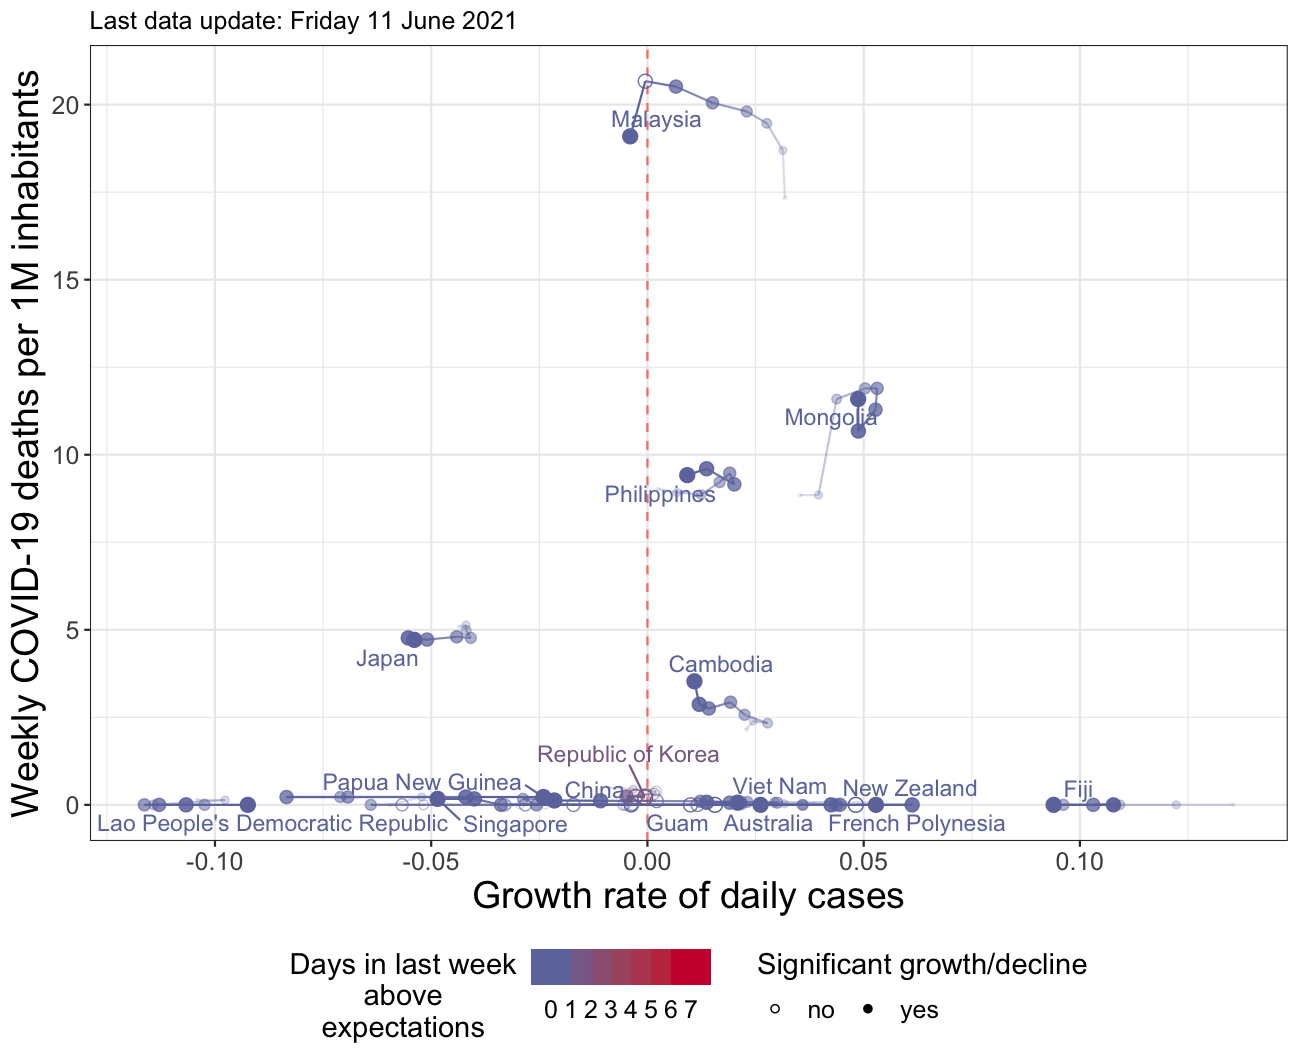 Last data update: Friday 11 June 2021
Weekly COVID-19 deaths per 1M inhabitants
20
15
10
5
0
Malaysia
Mongolia
Philippines
Japan
Cambodia
Republic of Korea
Papua New Guinea
China
Viet Nam
New Zealand
Fiji
Lao People's Democratic Republic
Singapore
Guam
Australia
French Polynesia
-0.10
-0.05
0.00
0.05
0.10
Growth rate of daily cases
Days in last week
above
expectations
0 1 2 3 4 5 6 7
Significant growth/decline
no
yes